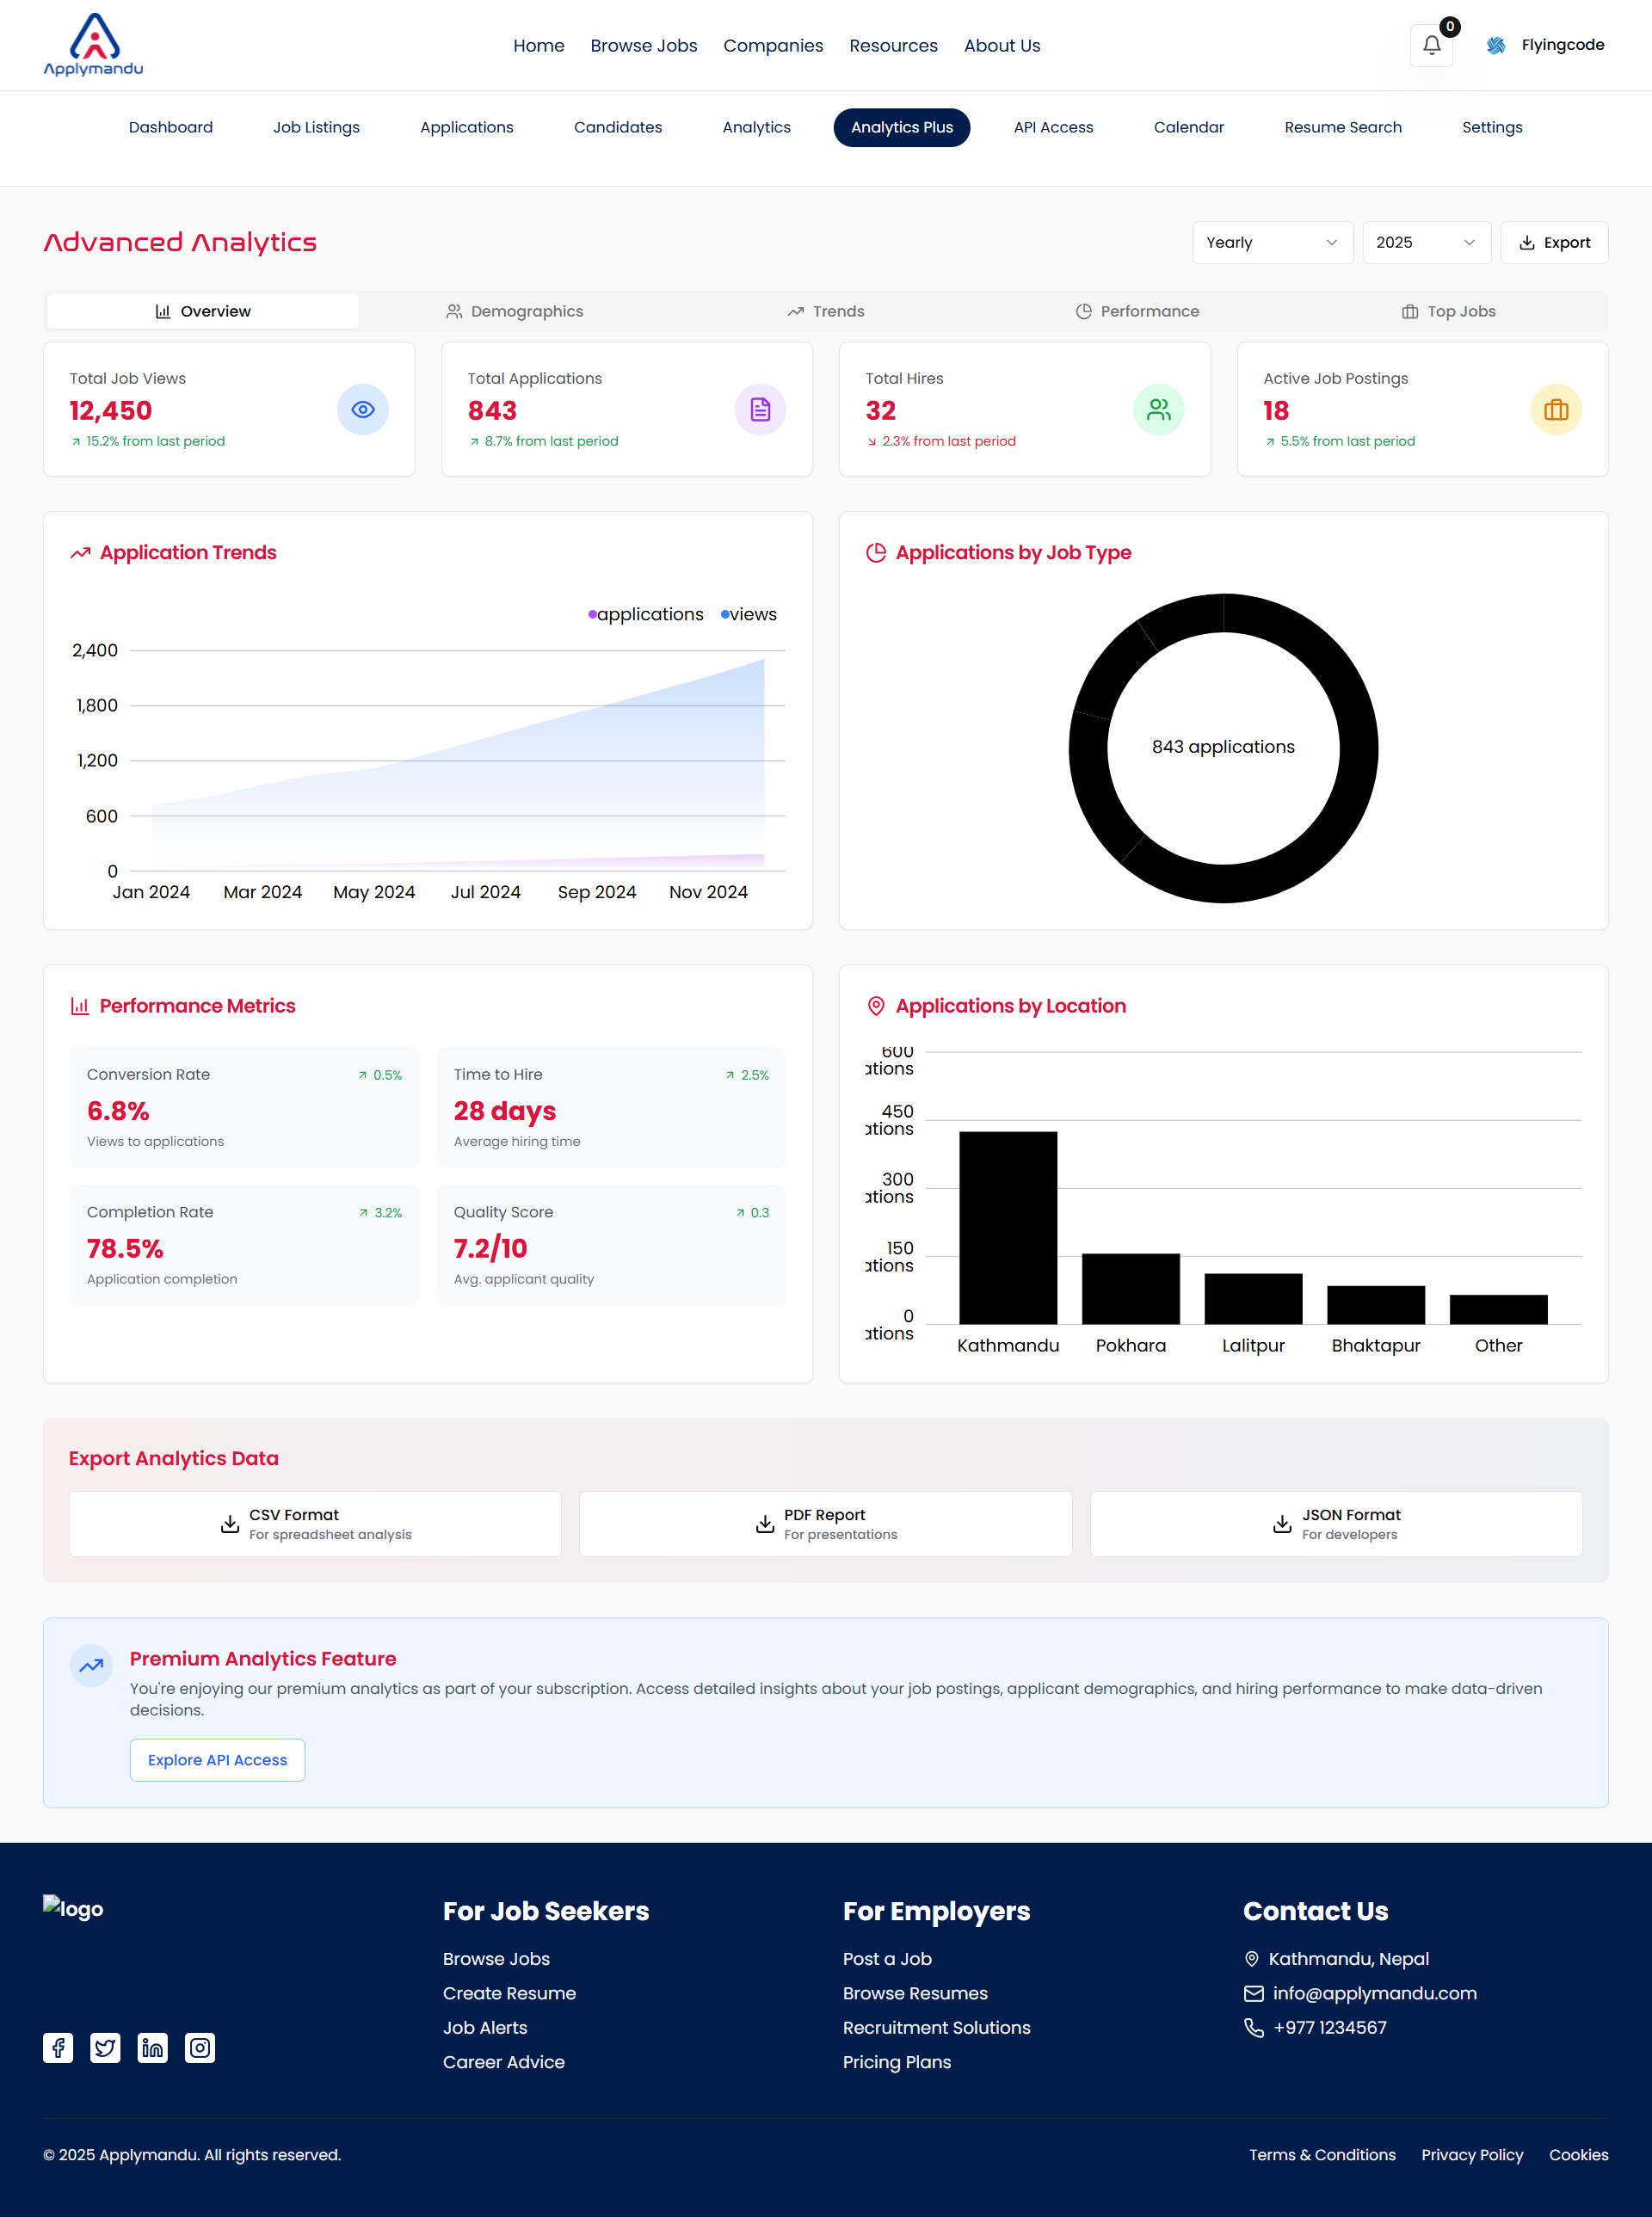 Applymandu
Home Browse Jobs Companies Resources About Us
0
Flyingcode
Dashboard Job Listings Applications Candidates Analytics Analytics Plus API Access Calendar Resume Search Settings
Advanced Analytics
Yearly 2025 Export
Overview Demographics Trends Performance Top Jobs
Total Job Views
12,450
15.2% from last period
Total Applications
843
8.7% from last period
Total Hires
32
2.3% from last period
Active Job Postings
18
5.5% from last period
Application Trends
applications views
2,400
1,800
1,200
600
0
Jan 2024 Mar 2024 May 2024 Jul 2024 Sep 2024 Nov 2024
Applications by Job Type
843 applications
Performance Metrics
Conversion Rate 0.5%
6.8%
Views to applications
Time to Hire 2.5%
28 days
Average hiring time
Completion Rate 3.2%
78.5%
Application completion
Quality Score 0.3
7.2/10
Avg. applicant quality
Applications by Location
600
ations
450
ations
300
ations
150
ations
0
ations
Kathmandu Pokhara Lalitpur Bhaktapur Other
Export Analytics Data
CSV Format
For spreadsheet analysis
PDF Report
For presentations
JSON Format
For developers
Premium Analytics Feature
You're enjoying our premium analytics as part of your subscription. Access detailed insights about your job postings, applicant demographics, and hiring performance to make data-driven
decisions.
Explore API Access
logo
For Job Seekers
Browse Jobs
Create Resume
Job Alerts
Career Advice
For Employers
Post a Job
Browse Resumes
Recruitment Solutions
Pricing Plans
Contact Us
Kathmandu, Nepal
info@applymandu.com
+977 1234567
© 2025 Applymandu. All rights reserved.
Terms & Conditions Privacy Policy Cookies